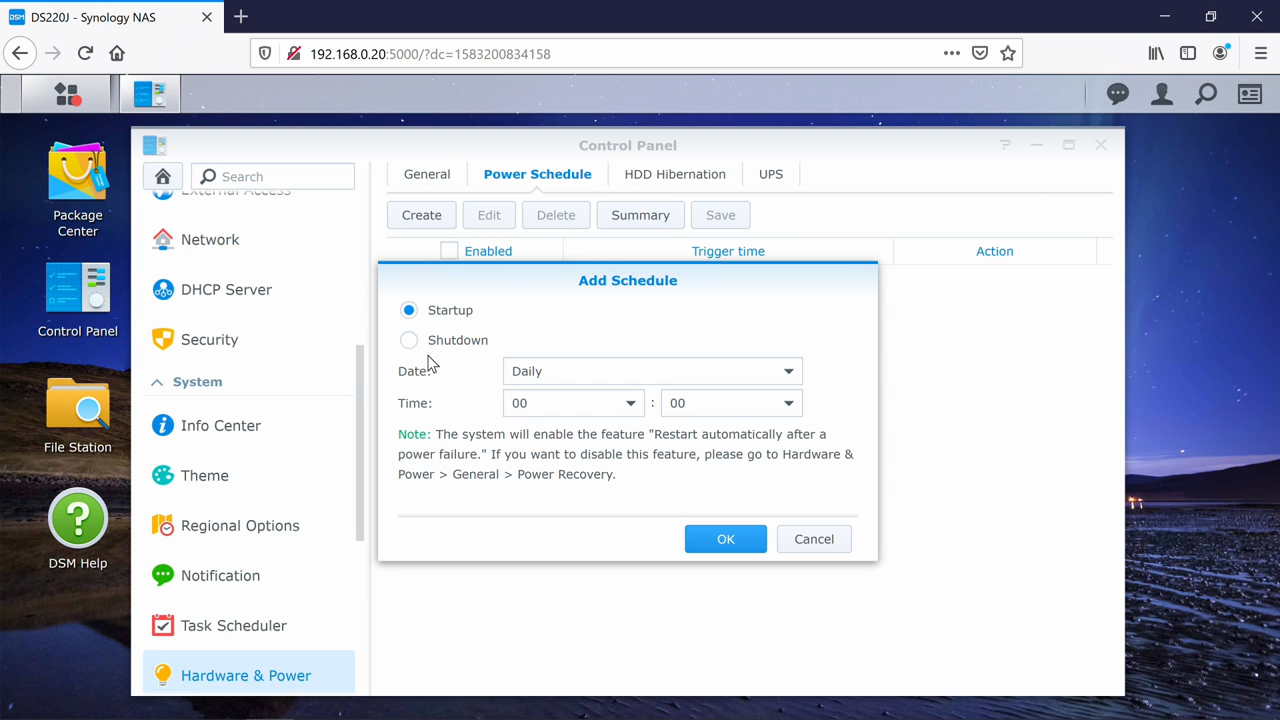 DSM DS220J - Synology NAS
192.168.0.20:5000/?dc=1583200834158
Control Panel
Package
Center
Control Panel
File Station
?
DSM Help
Search
External Access
Network
DHCP Server
Security
System
Info Center
Theme
Regional Options
Notification
Task Scheduler
Hardware & Power
General Power Schedule HDD Hibernation UPS
Create Edit Delete Summary Save
Enabled Trigger time Action
Add Schedule
Startup
Shutdown
Date: Daily
Time: 00 : 00
Note: The system will enable the feature "Restart automatically after a
power failure." If you want to disable this feature, please go to Hardware &
Power > General > Power Recovery.
OK Cancel